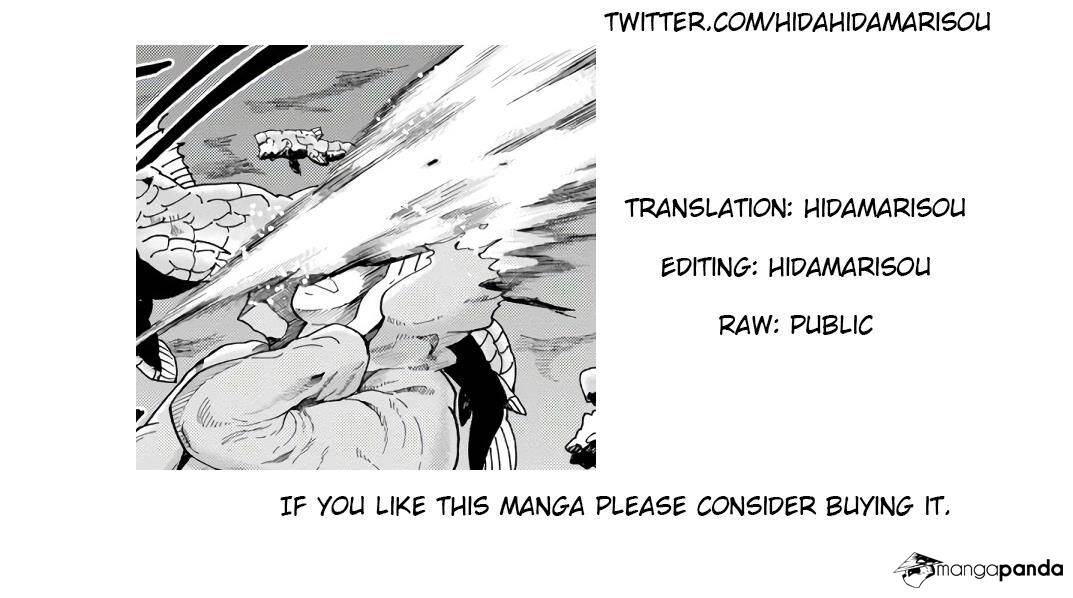 TWITTER.COM/HIDAHIDAMARISOU
TRANSLATION: HIDAMARISOU
EDITING: HIDAMARISOU
RAW: PUBLIC
IF YOU LIKE THIS MANGA PLEASE CONSIDER BUYING IT.
mangapanda